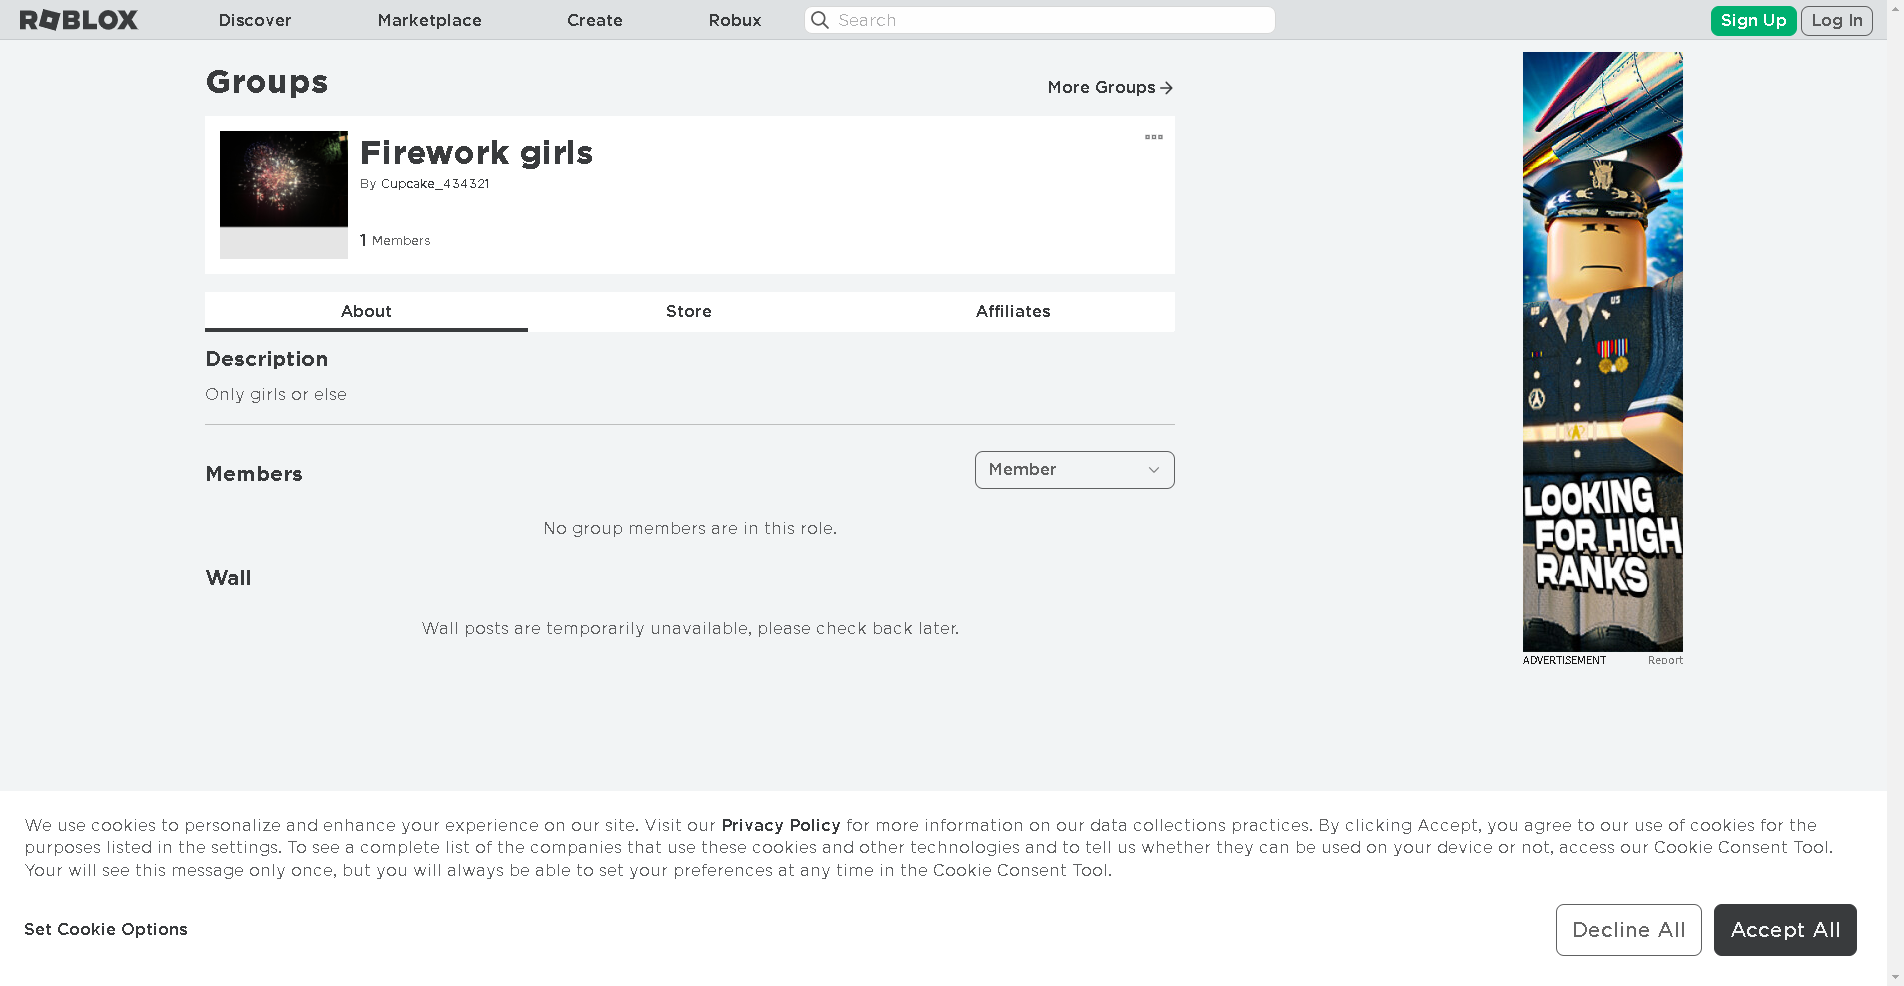 ROBLOX Discover Marketplace Create Robux Search Sign Up Log In
Groups
More Groups
Firework girls
By Cupcake_434321
1 Members
About Store Affiliates
Description
Only girls or else
Members
Member
No group members are in this role.
Wall
Wall posts are temporarily unavailable, please check back later.
US US
LOOKING
FOR HIGH
RANKS
ADVERTISEMENT Report
We use cookies to personalize and enhance your experience on our site. Visit our Privacy Policy for more information on our data collections practices. By clicking Accept, you agree to our use of cookies for the
purposes listed in the settings. To see a complete list of the companies that use these cookies and other technologies and to tell us whether they can be used on your device or not, access our Cookie Consent Tool.
Your will see this message only once, but you will always be able to set your preferences at any time in the Cookie Consent Tool.
Set Cookie Options
Decline All Accept All